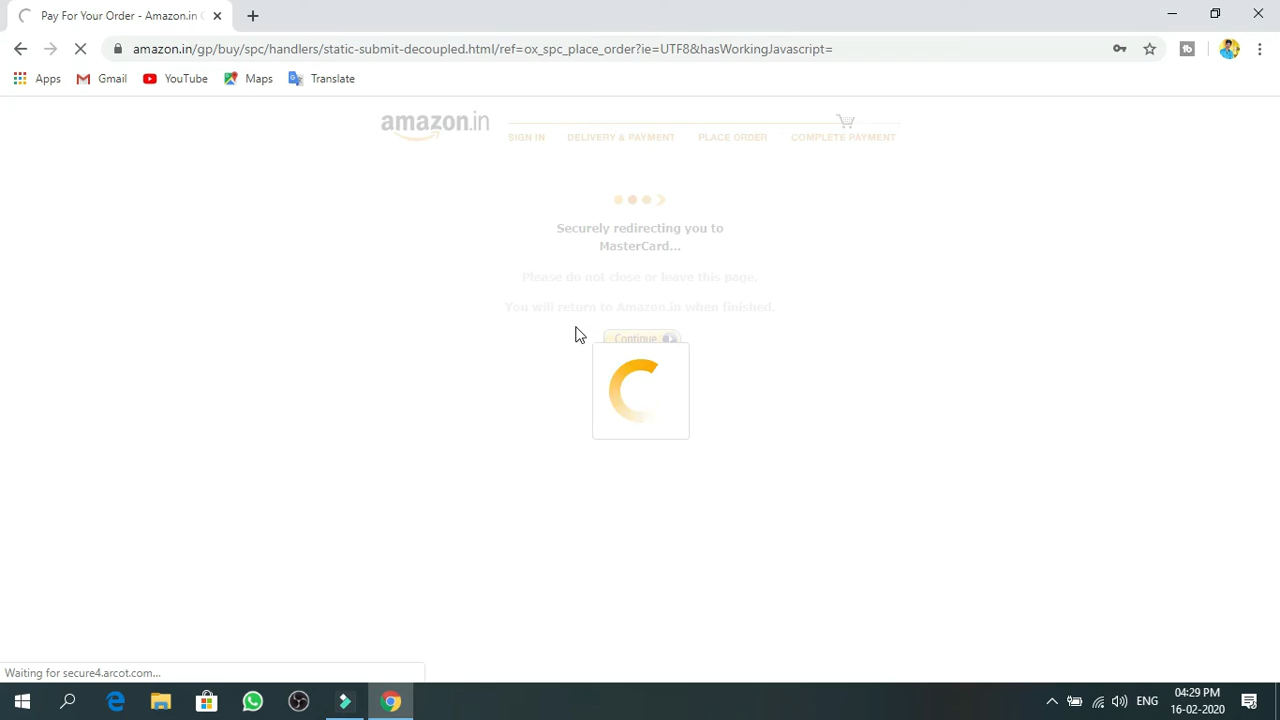 Pay For Your Order - Amazon.in
amazon.in/gp/buy/spc/handlers/static-submit-decoupled.html/ref=ox_spc_place_order?ie=UTF8&hasWorkingJavascript=
Apps Gmail YouTube Maps Translate
amazon.in
SIGN IN DELIVERY & PAYMENT PLACE ORDER COMPLETE PAYMENT
Securely redirecting you to
MasterCard...
Please do not close or leave this page.
You will return to Amazon.in when finished.
Continue
Waiting for secure4.arcot.com...
ENG
04:29 PM
16-02-2020